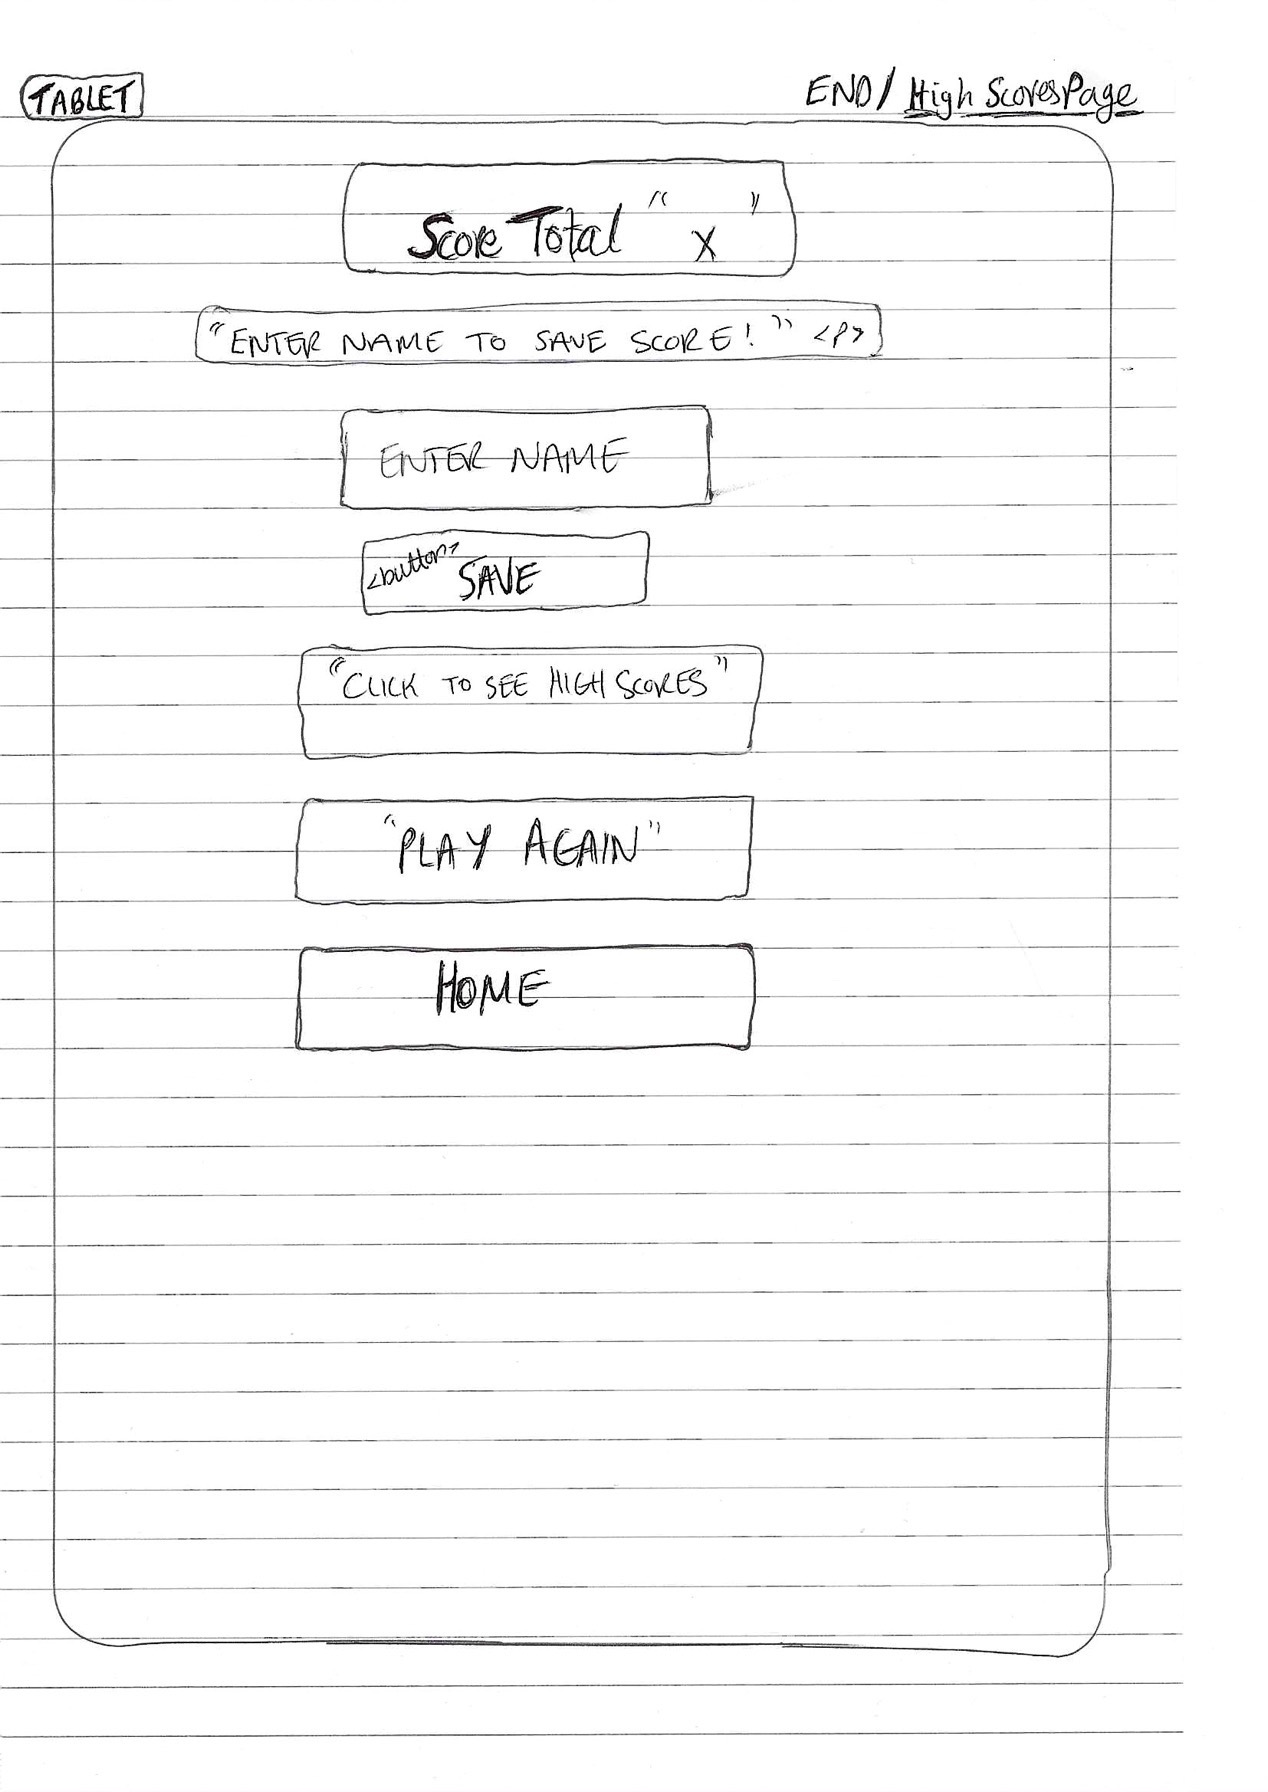 TABLET
END / High Scores Page
Score Total " X "
"ENTER NAME TO SAVE SCORE!" <P>
ENTER NAME
<button> SAVE
"CLICK TO SEE HIGH SCORES"
"PLAY AGAIN"
HOME